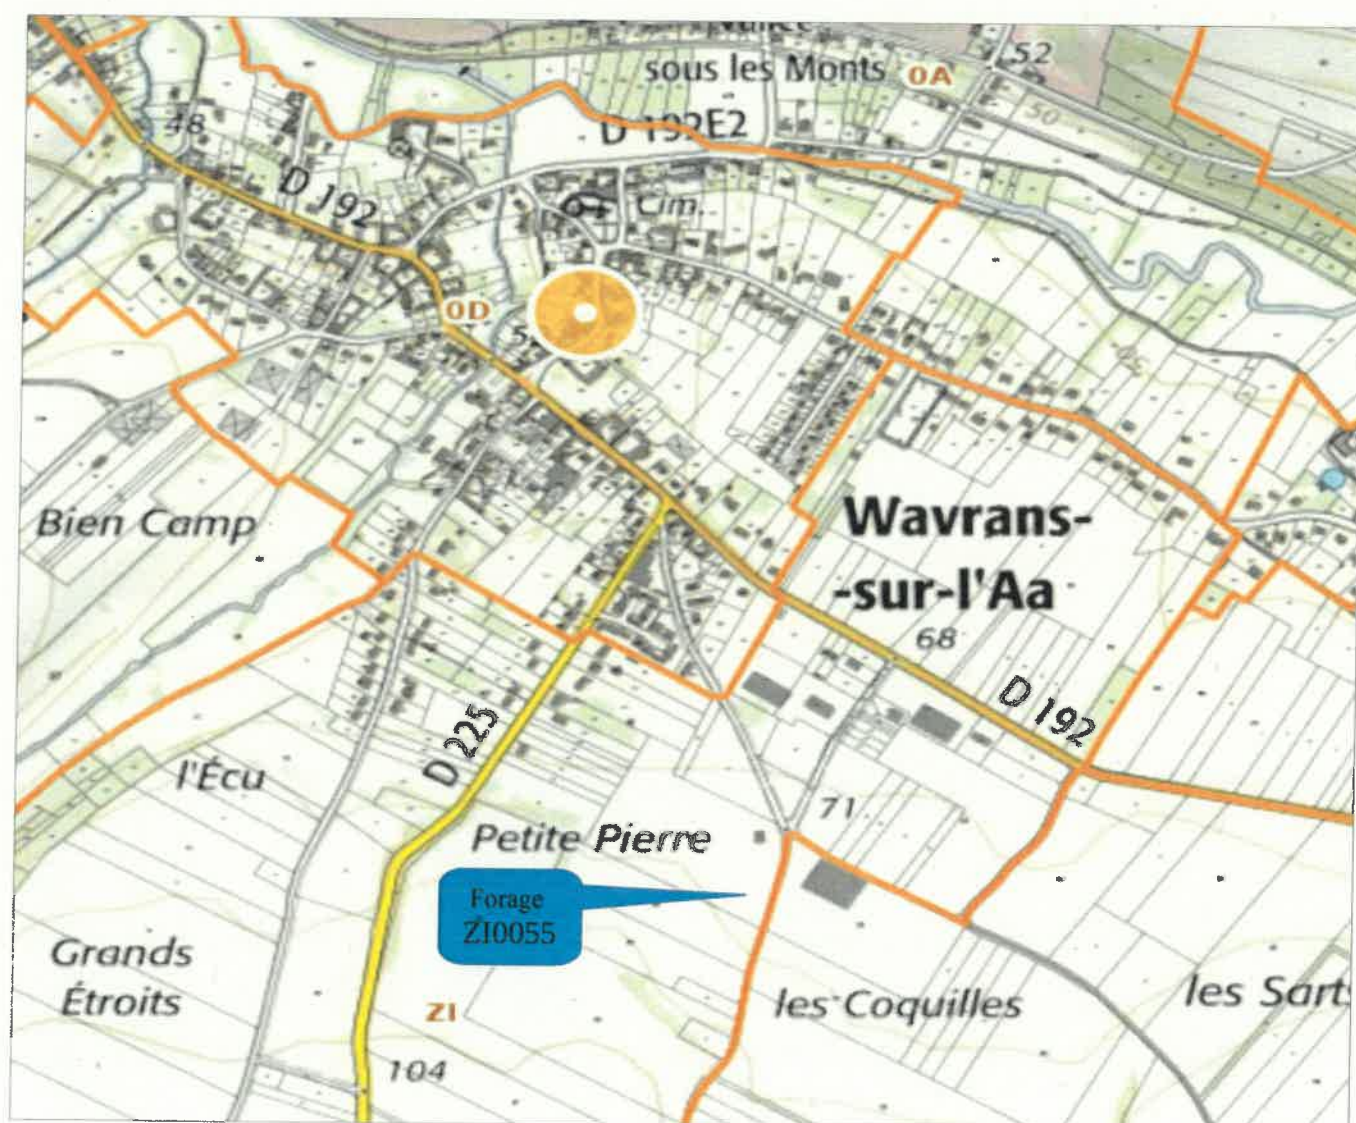 sous les Monts
0A
52
50
D 192E2
48
D 192
Cim.
0D
Bien Camp
Wavrans-
-sur-l'Aa
68
D 192
D 225
l'Écu
Petite Pierre
71
Forage
ZI0055
Grands
Étroits
ZI
les Coquilles
les Sarts
104